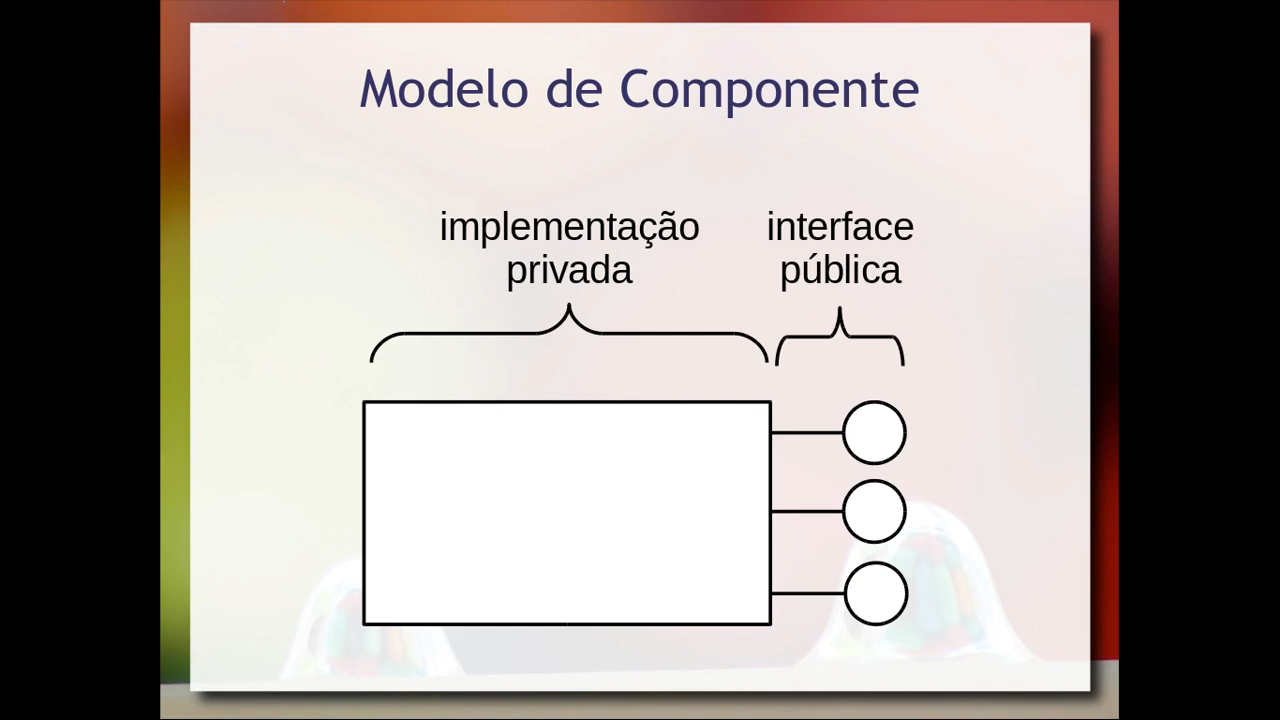 Modelo de Componente
implementação
privada
interface
pública